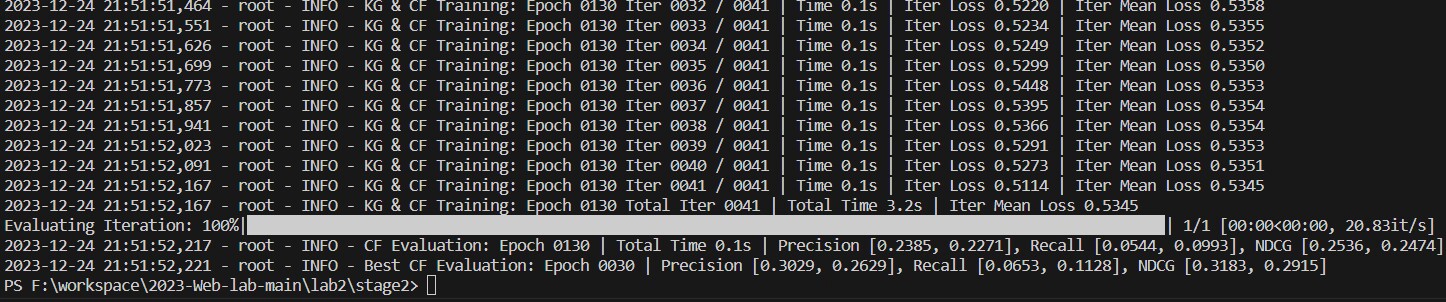 2023-12-24 21:51:51,464 - root - INFO - KG & CF Training: Epoch 0130 Iter 0032 / 0041 | Time 0.1s | Iter Loss 0.5220 | Iter Mean Loss 0.5358
2023-12-24 21:51:51,551 - root - INFO - KG & CF Training: Epoch 0130 Iter 0033 / 0041 | Time 0.1s | Iter Loss 0.5234 | Iter Mean Loss 0.5355
2023-12-24 21:51:51,626 - root - INFO - KG & CF Training: Epoch 0130 Iter 0034 / 0041 | Time 0.1s | Iter Loss 0.5249 | Iter Mean Loss 0.5352
2023-12-24 21:51:51,699 - root - INFO - KG & CF Training: Epoch 0130 Iter 0035 / 0041 | Time 0.1s | Iter Loss 0.5299 | Iter Mean Loss 0.5350
2023-12-24 21:51:51,773 - root - INFO - KG & CF Training: Epoch 0130 Iter 0036 / 0041 | Time 0.1s | Iter Loss 0.5448 | Iter Mean Loss 0.5353
2023-12-24 21:51:51,857 - root - INFO - KG & CF Training: Epoch 0130 Iter 0037 / 0041 | Time 0.1s | Iter Loss 0.5395 | Iter Mean Loss 0.5354
2023-12-24 21:51:51,941 - root - INFO - KG & CF Training: Epoch 0130 Iter 0038 / 0041 | Time 0.1s | Iter Loss 0.5366 | Iter Mean Loss 0.5354
2023-12-24 21:51:52,023 - root - INFO - KG & CF Training: Epoch 0130 Iter 0039 / 0041 | Time 0.1s | Iter Loss 0.5291 | Iter Mean Loss 0.5353
2023-12-24 21:51:52,091 - root - INFO - KG & CF Training: Epoch 0130 Iter 0040 / 0041 | Time 0.1s | Iter Loss 0.5273 | Iter Mean Loss 0.5351
2023-12-24 21:51:52,167 - root - INFO - KG & CF Training: Epoch 0130 Iter 0041 / 0041 | Time 0.1s | Iter Loss 0.5114 | Iter Mean Loss 0.5345
2023-12-24 21:51:52,167 - root - INFO - KG & CF Training: Epoch 0130 Total Iter 0041 | Total Time 3.2s | Iter Mean Loss 0.5345
Evaluating Iteration: 100%| | 1/1 [00:00<00:00, 20.83it/s]
2023-12-24 21:51:52,217 - root - INFO - CF Evaluation: Epoch 0130 | Total Time 0.1s | Precision [0.2385, 0.2271], Recall [0.0544, 0.0993], NDCG [0.2536, 0.2474]
2023-12-24 21:51:52,221 - root - INFO - Best CF Evaluation: Epoch 0030 | Precision [0.3029, 0.2629], Recall [0.0653, 0.1128], NDCG [0.3183, 0.2915]
PS F:\workspace\2023-Web-lab-main\lab2\stage2>